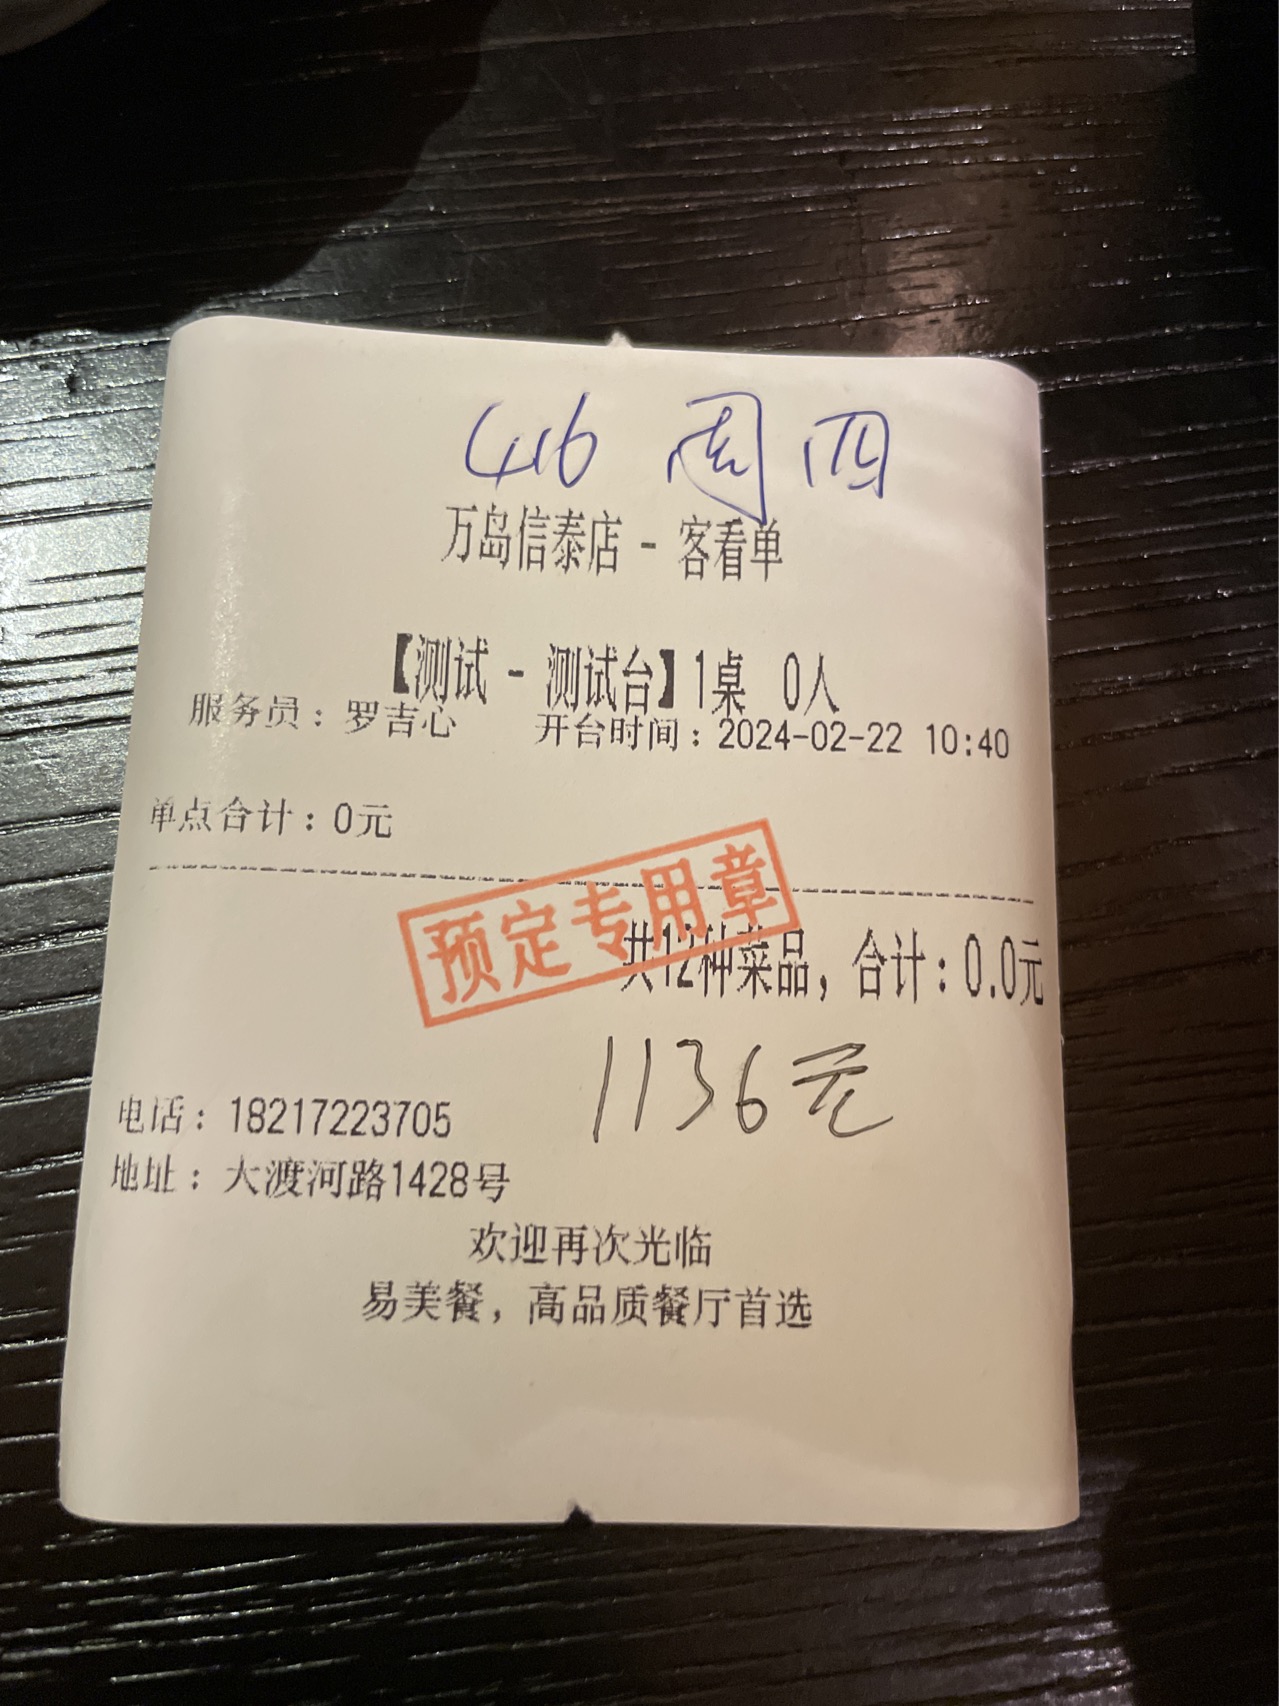 416 周四
万岛信泰店 - 客看单
【测试 - 测试台】1桌 0人
服务员：罗吉心 开台时间：2024-02-22 10:40
单点合计：0元
预定专用章
共12种菜品，合计：0.0元
1136元
电话：18217223705
地址：大渡河路1428号
欢迎再次光临
易美餐，高品质餐厅首选